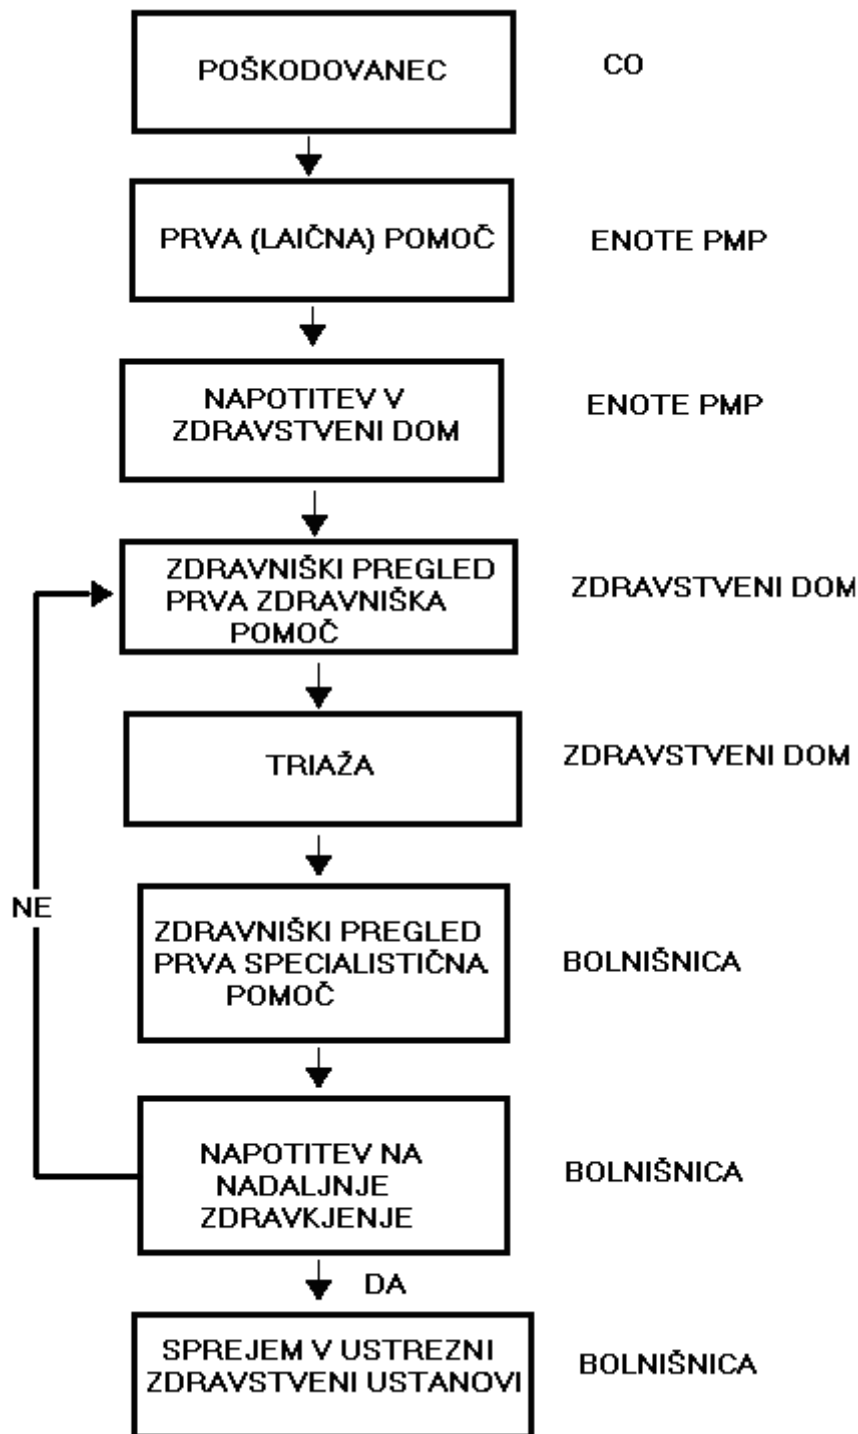 POŠKODOVANEC
CO
PRVA (LAIČNA) POMOČ
ENOTE PMP
NAPOTITEV V
ZDRAVSTVENI DOM
ENOTE PMP
ZDRAVNIŠKI PREGLED
PRVA ZDRAVNIŠKA
POMOČ
ZDRAVSTVENI DOM
TRIAŽA
ZDRAVSTVENI DOM
NE
ZDRAVNIŠKI PREGLED
PRVA SPECIALISTIČNA
POMOČ
BOLNIŠNICA
NAPOTITEV NA
NADALJNJE
ZDRAVKJENJE
BOLNIŠNICA
DA
SPREJEM V USTREZNI
ZDRAVSTVENI USTANOVI
BOLNIŠNICA